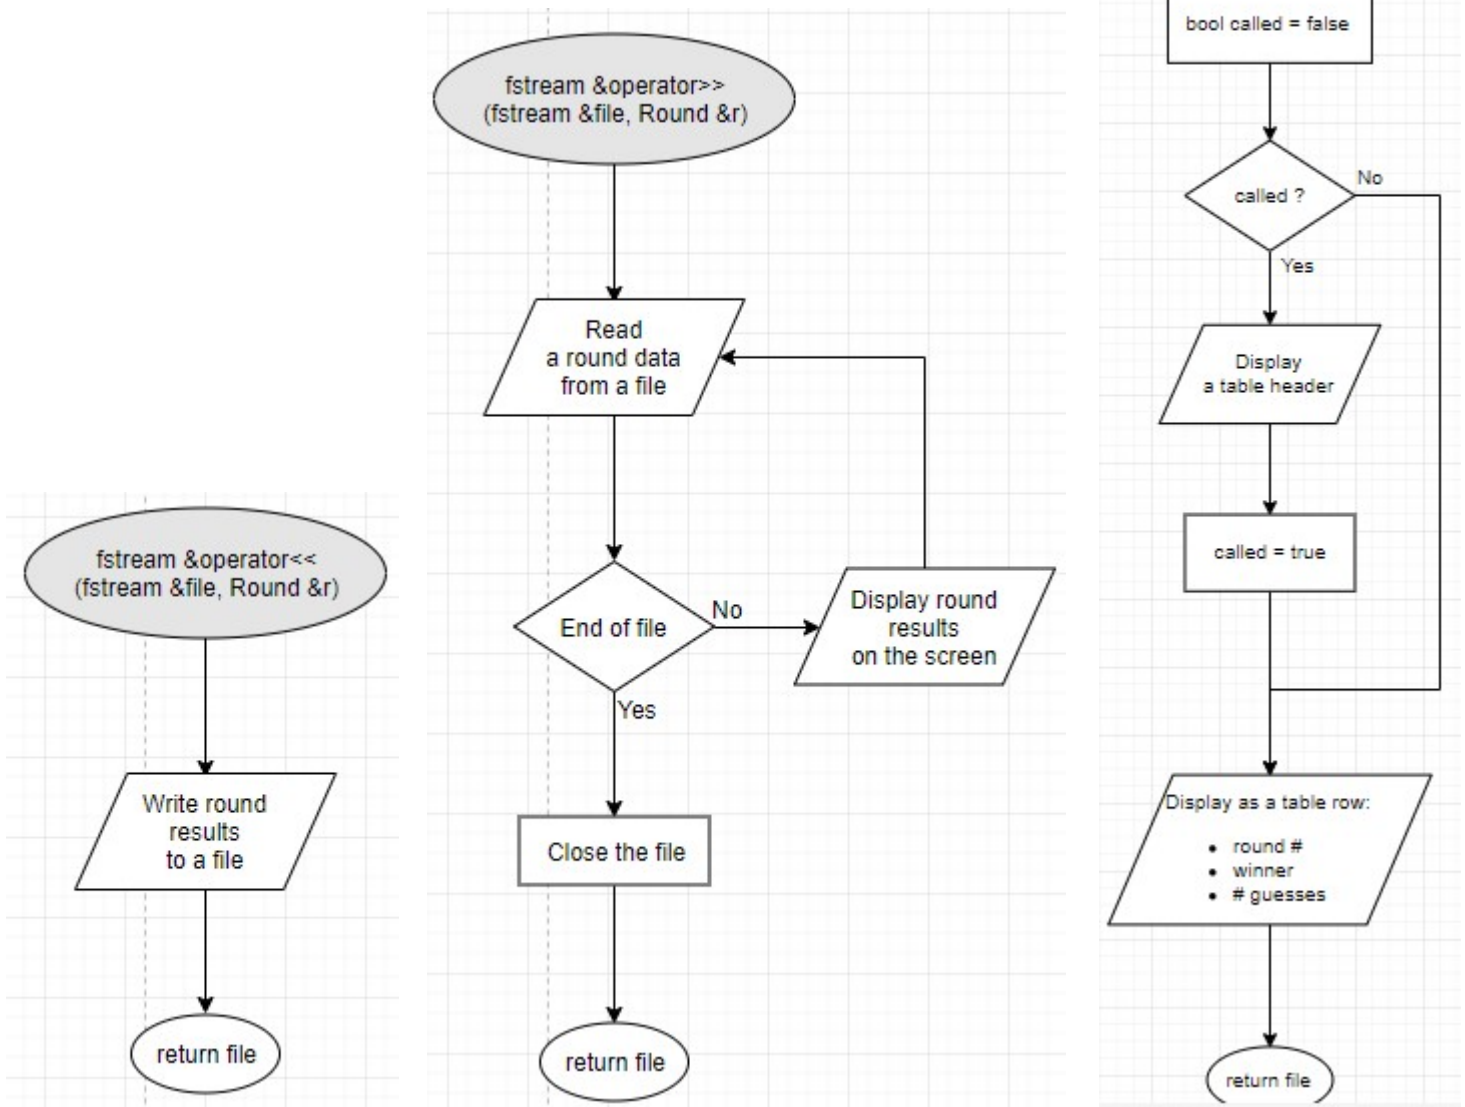 fstream &operator<<
(fstream &file, Round &r)
Write round
results
to a file
return file
fstream &operator>>
(fstream &file, Round &r)
Read
a round data
from a file
End of file
No
Display round
results
on the screen
Yes
Close the file
return file
bool called = false
called ?
No
Yes
Display
a table header
called = true
Display as a table row:
• round #
• winner
• # guesses
return file